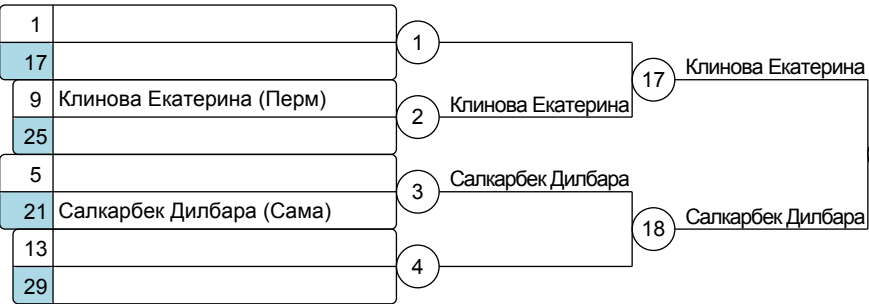 1
17
1
9 Клинова Екатерина (Перм)
25
2
Клинова Екатерина
17
Клинова Екатерина
5
21 Салкарбек Дилбара (Сама)
3
Салкарбек Дилбара
13
29
4
18
Салкарбек Дилбара